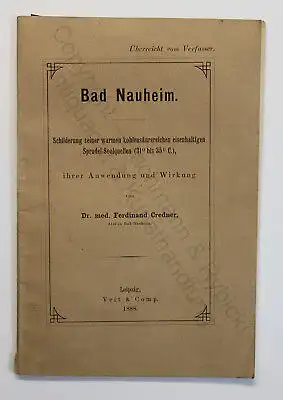 Überreicht vom Verfasser.
Bad Nauheim.
Schilderung seiner warmen kohlensäurereichen eisenhaltigen
Sprudel-Soolquellen (31° bis 35° C.),
ihrer Anwendung und Wirkung
von
Dr. med. Ferdinand Credner,
Arzt in Bad Nauheim.
Leipzig,
Veit & Comp.
1888.